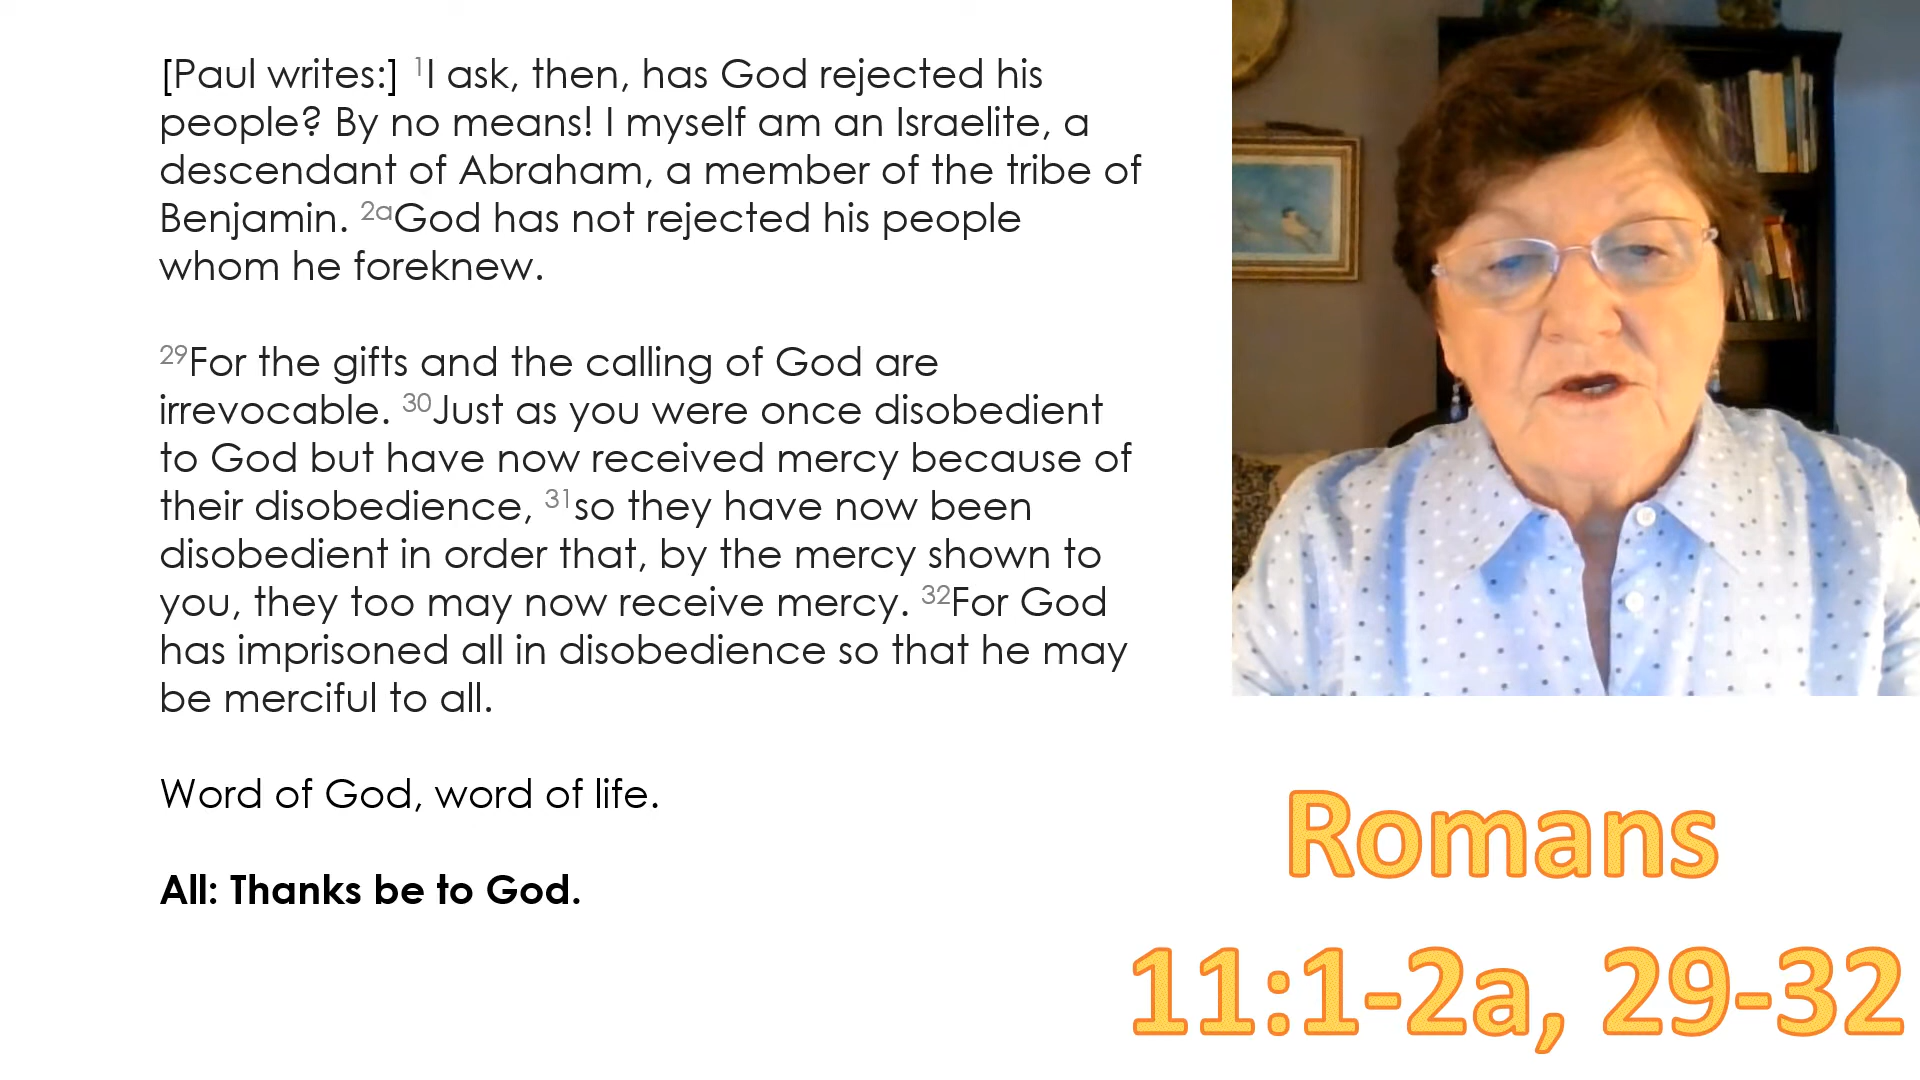 [Paul writes:] ¹I ask, then, has God rejected his
people? By no means! I myself am an Israelite, a
descendant of Abraham, a member of the tribe of
Benjamin. ²ᵃGod has not rejected his people
whom he foreknew.
²⁹For the gifts and the calling of God are
irrevocable. ³⁰Just as you were once disobedient
to God but have now received mercy because of
their disobedience, ³¹so they have now been
disobedient in order that, by the mercy shown to
you, they too may now receive mercy. ³²For God
has imprisoned all in disobedience so that he may
be merciful to all.
Word of God, word of life.
All: Thanks be to God.
Romans
11:1-2a, 29-32